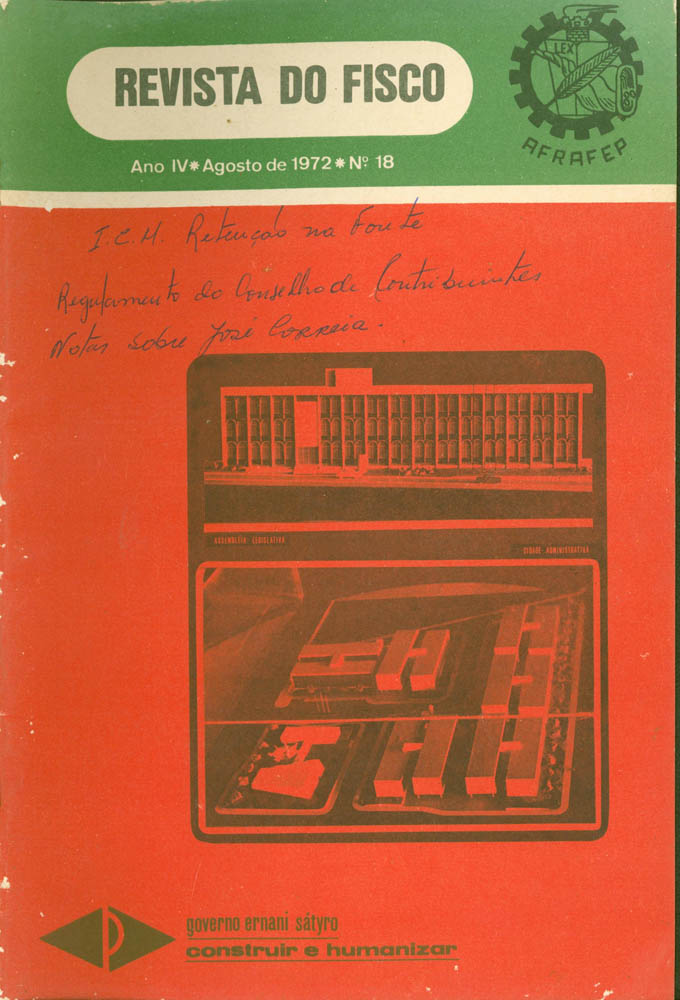 REVISTA DO FISCO
LEX
AFRAFEP
Ano IV* Agosto de 1972 * Nº 18
I.C.M. Retenção na Fonte
Regulamento do Conselho de Contribuintes
Notas sobre José Correia.
ASSEMBLÉIA LEGISLATIVA
CIDADE ADMINISTRATIVA
governo ernani sátyro
construir e humanizar